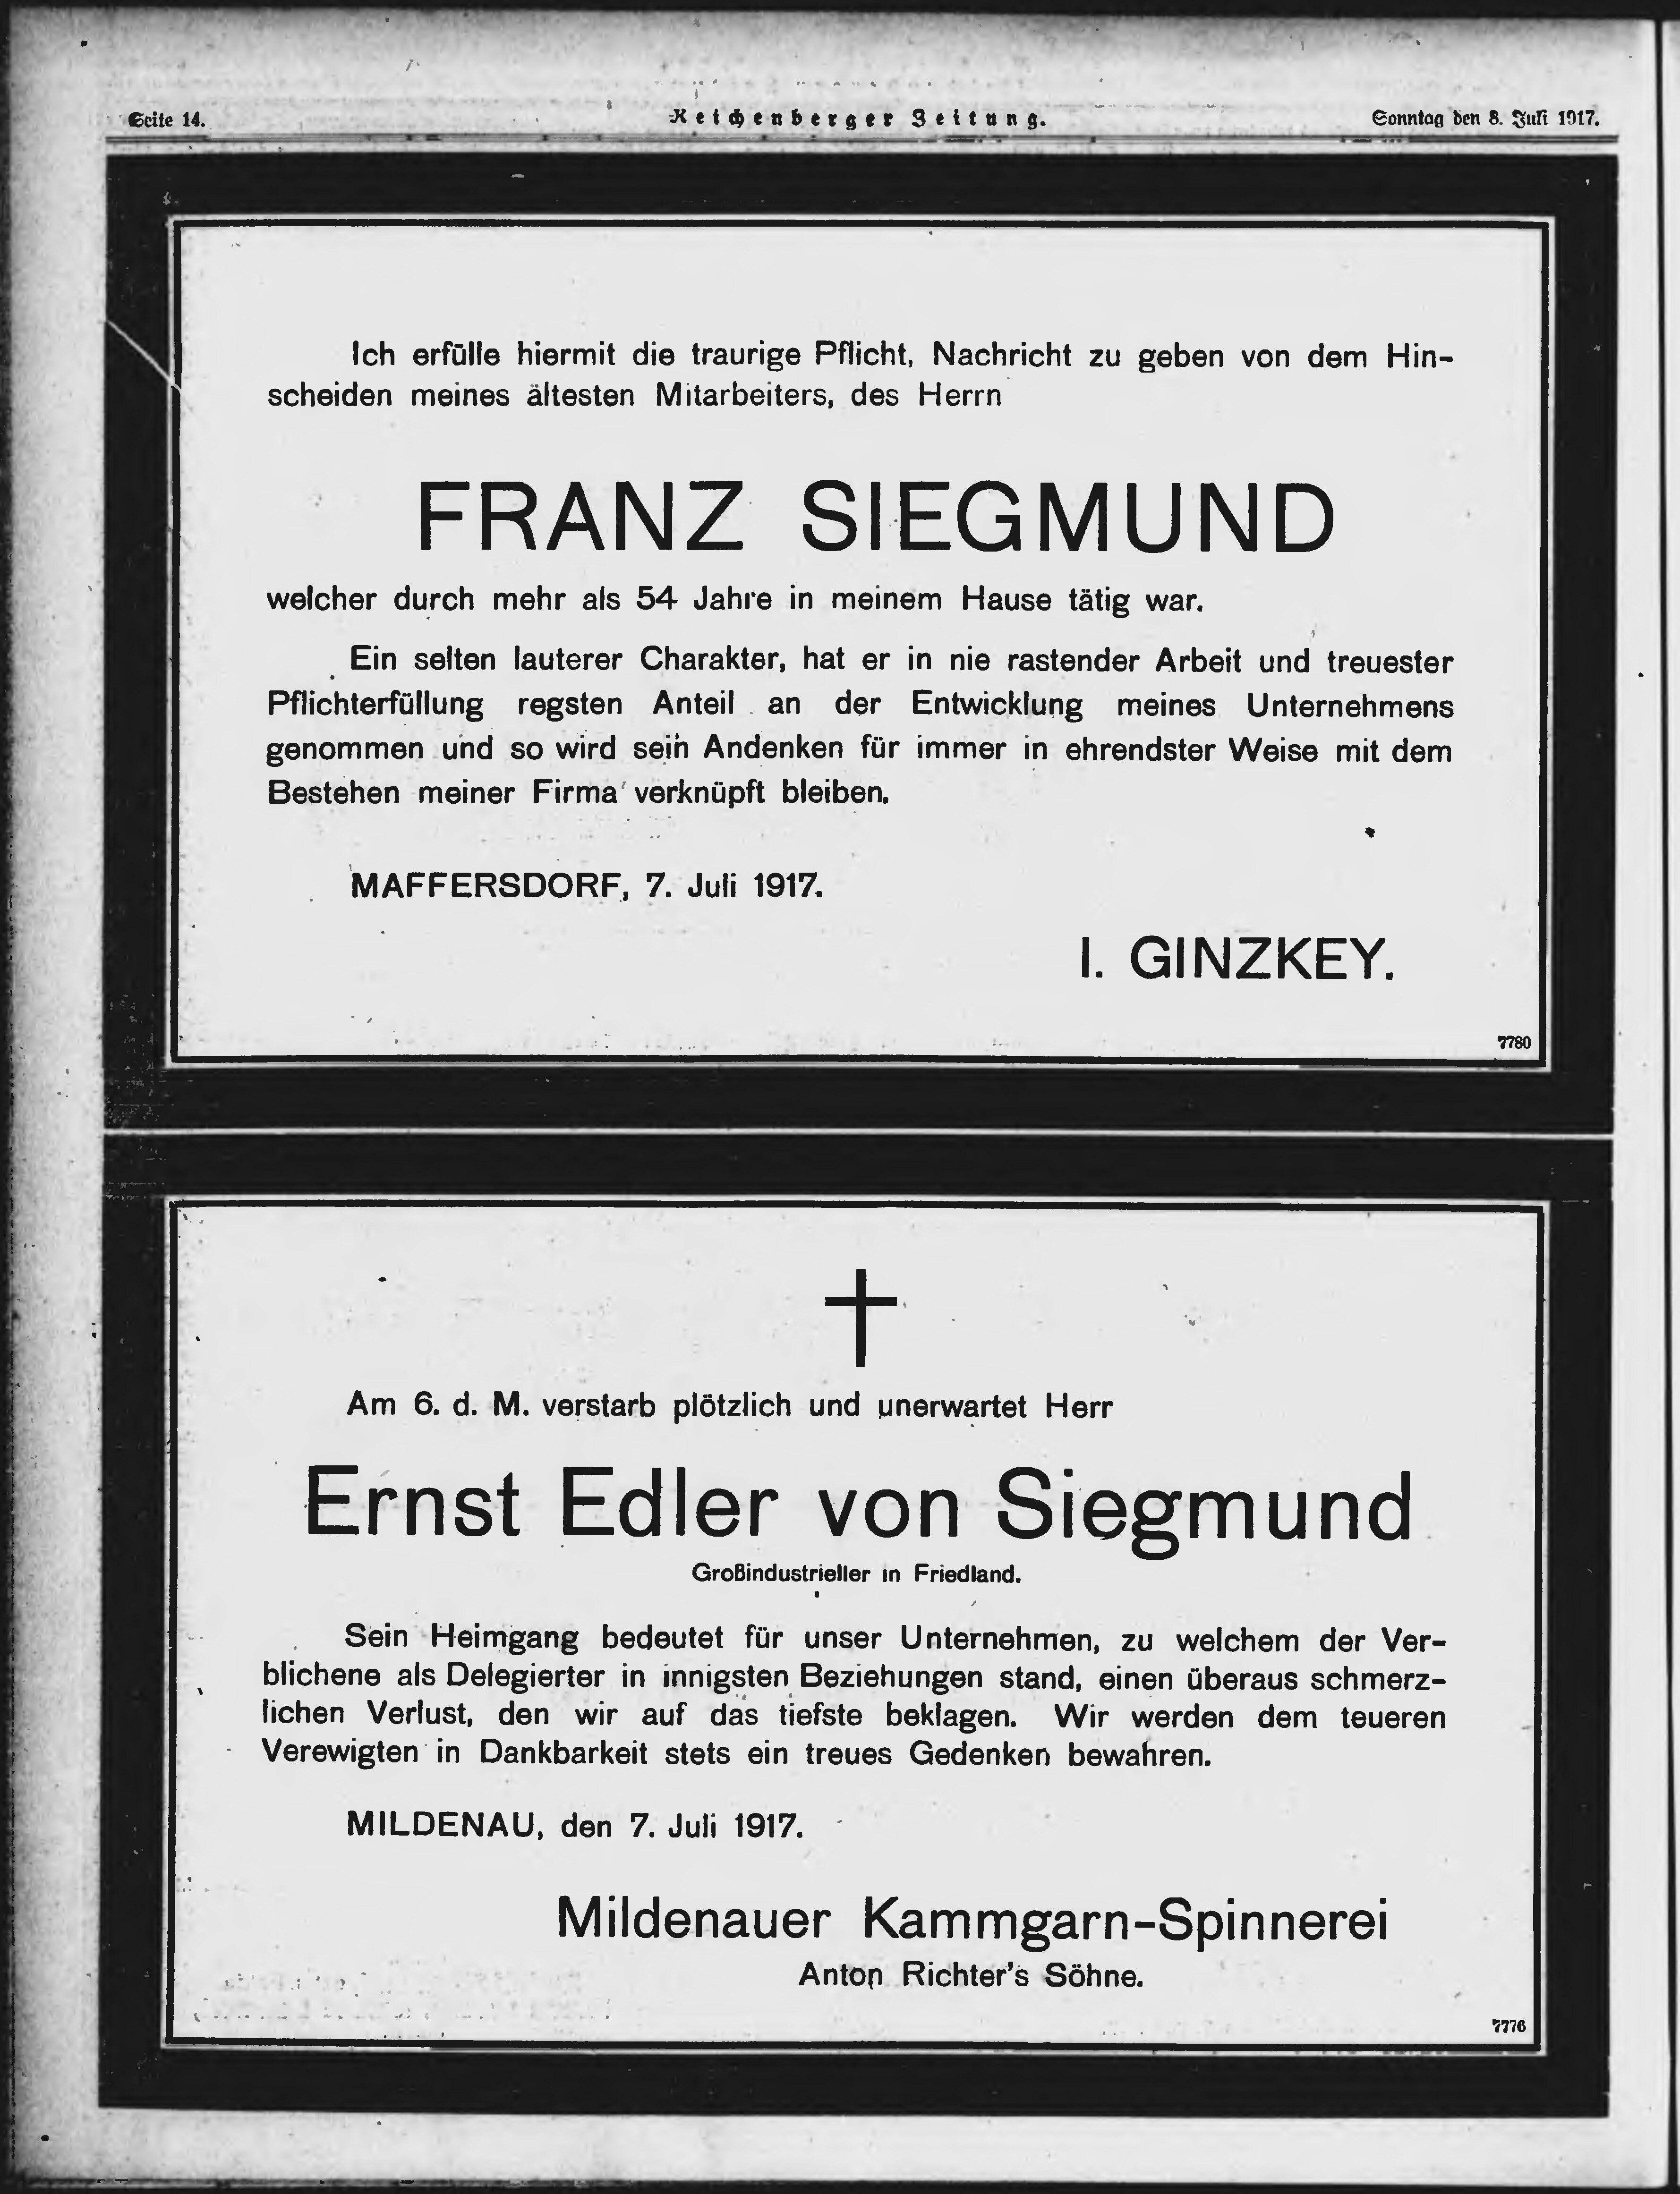 Seite 14.
Reichenberger Zeitung.
Sonntag den 8. Juli 1917.
Ich erfülle hiermit die traurige Pflicht, Nachricht zu geben von dem Hin-
scheiden meines ältesten Mitarbeiters, des Herrn
FRANZ SIEGMUND
welcher durch mehr als 54 Jahre in meinem Hause tätig war.
Ein selten lauterer Charakter, hat er in nie rastender Arbeit und treuester
Pflichterfüllung regsten Anteil an der Entwicklung meines Unternehmens
genommen und so wird sein Andenken für immer in ehrendster Weise mit dem
Bestehen meiner Firma verknüpft bleiben.
MAFFERSDORF, 7. Juli 1917.
I. GINZKEY.
7780
Am 6. d. M. verstarb plötzlich und unerwartet Herr
Ernst Edler von Siegmund
Großindustrieller in Friedland.
Sein Heimgang bedeutet für unser Unternehmen, zu welchem der Ver-
blichene als Delegierter in innigsten Beziehungen stand, einen überaus schmerz-
lichen Verlust, den wir auf das tiefste beklagen. Wir werden dem teueren
Verewigten in Dankbarkeit stets ein treues Gedenken bewahren.
MILDENAU, den 7. Juli 1917.
Mildenauer Kammgarn-Spinnerei
Anton Richter's Söhne.
7776